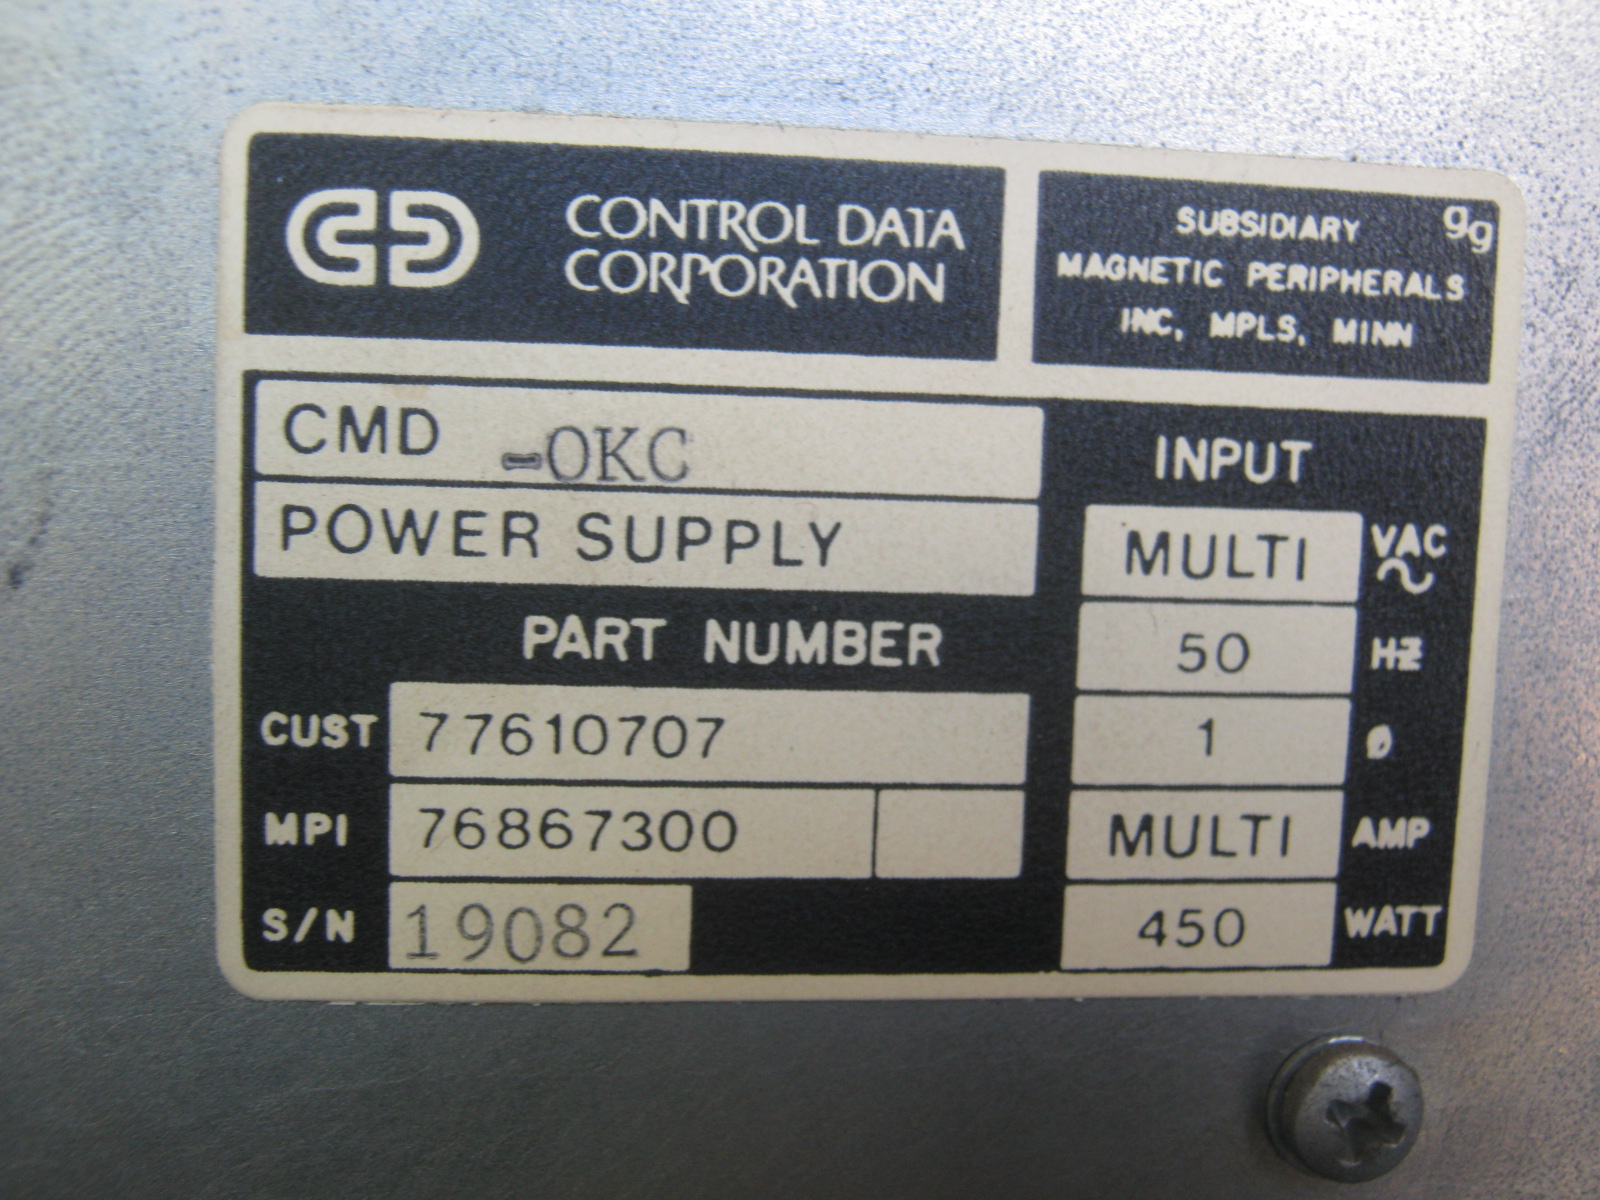 CONTROL DATA
CORPORATION
SUBSIDIARY
gg
MAGNETIC PERIPHERALS
INC, MPLS, MINN
CMD -OKC
POWER SUPPLY
INPUT
MULTI VAC
50 HZ
1 Ø
MULTI AMP
450 WATT
PART NUMBER
CUST 77610707
MPI 76867300
S/N 19082